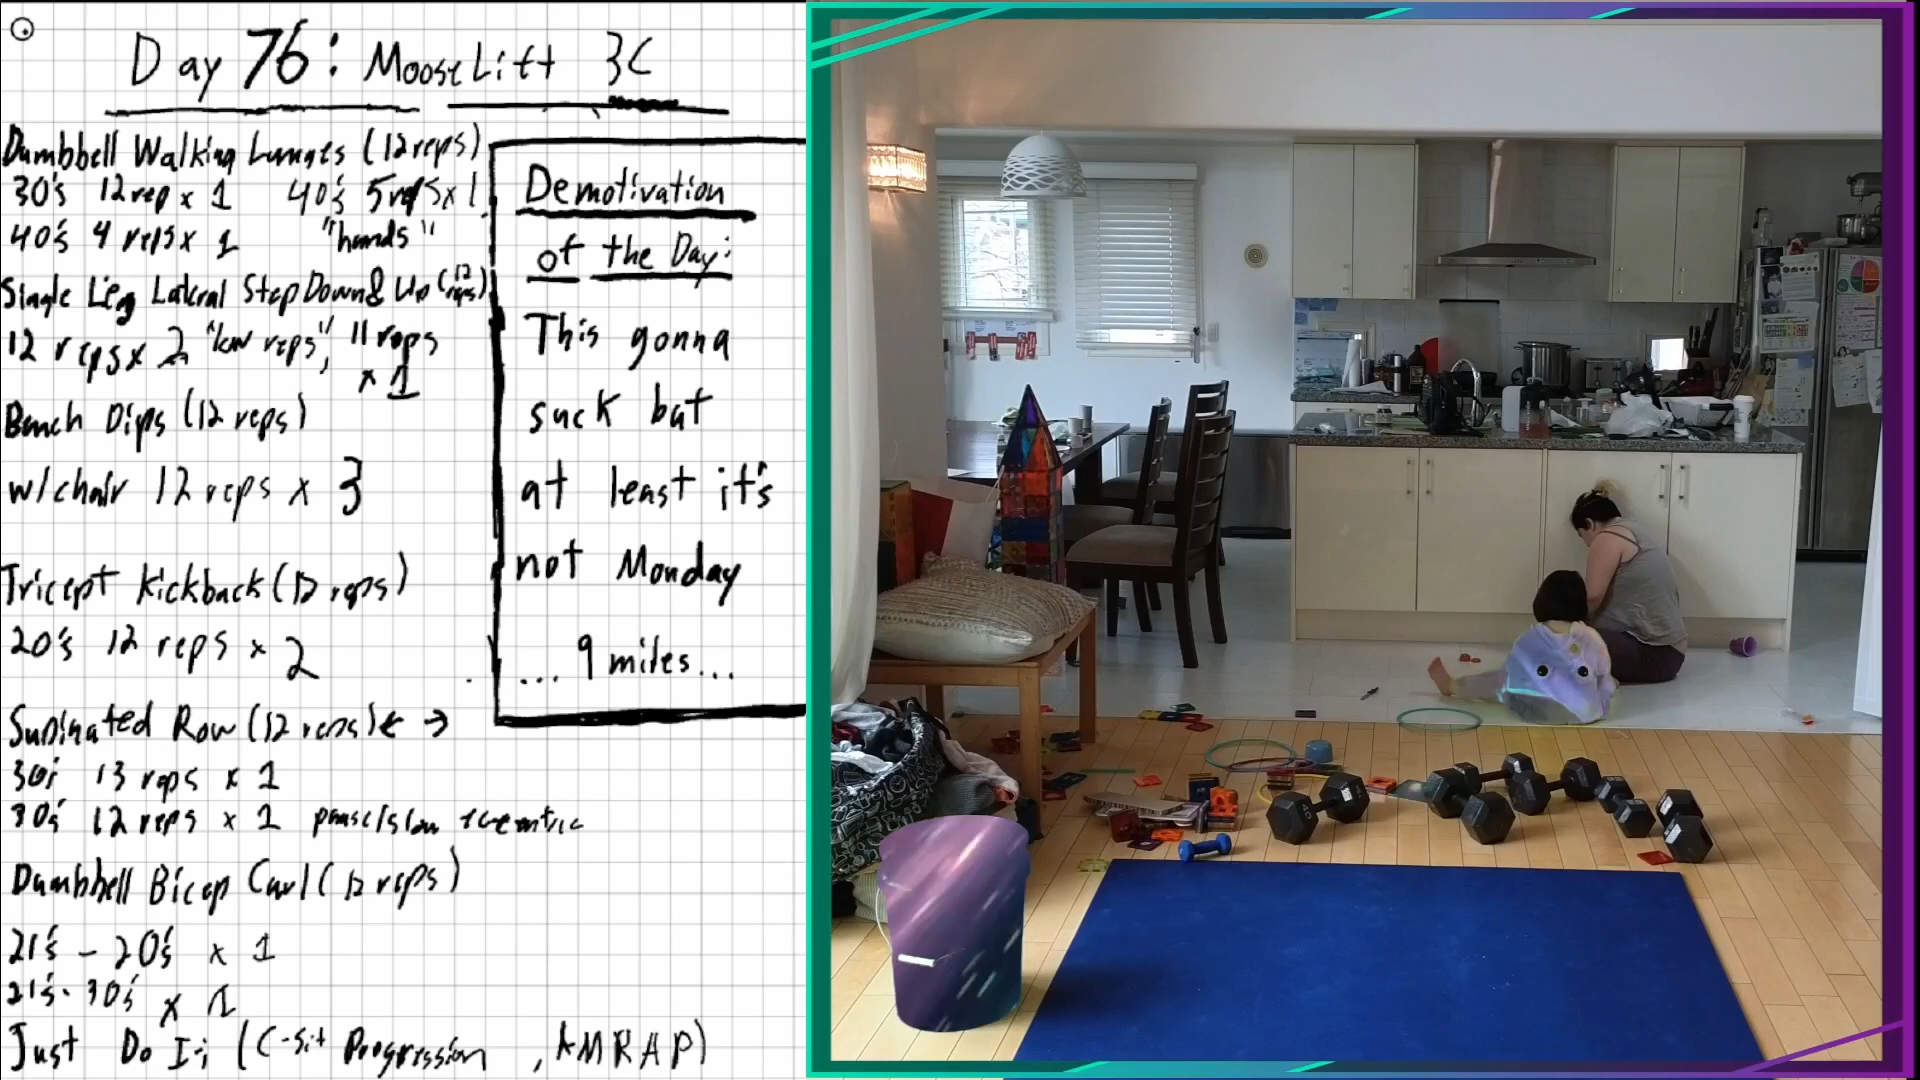 Day 76: Moose Lift 3C
Dumbbell Walking Lunges (12 reps)
30's 12 rep x 1 40's 5 reps x 1
40's 4 reps x 1 "hands"
Single Leg Lateral Step Down & Up (12 reps)
12 reps x 2 "low reps", 11 reps
x 1
Bench Dips (12 reps)
w/chair 12 reps x 3
Tricept Kickback (12 reps)
20's 12 reps x 2
Supinated Row (12 reps) ← →
30's 13 reps x 1
30's 12 reps x 1 pause/slow
Dumbbell Bicep Curl (12 reps)
21's - 20's x 1
21's - 30's x 1
Just Do It (C-Sit Progression, AMRAP)
Demotivation
of the Day:
This gonna
suck but
at least it's
not Monday
... 9 miles...